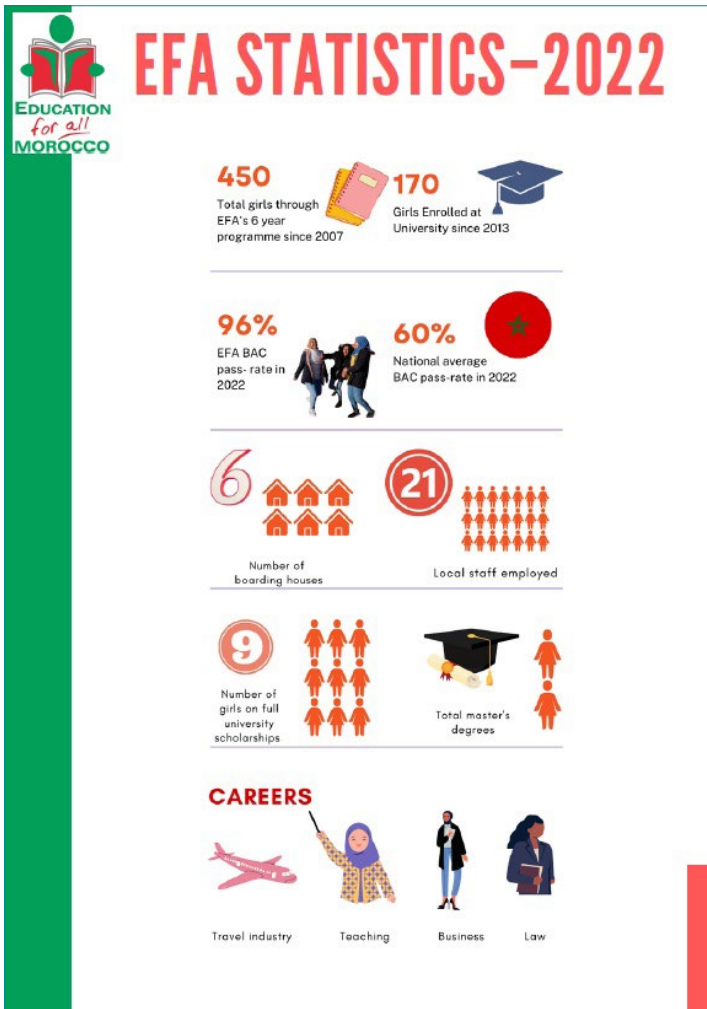 EDUCATION
for all
MOROCCO
EFA STATISTICS–2022
450
Total girls through
EFA's 6 year
programme since 2007
170
Girls Enrolled at
University since 2013
96%
EFA BAC
pass- rate in
2022
60%
National average
BAC pass-rate in 2022
6
Number of
boarding houses
21
Local staff employed
9
Number of
girls on full
university
scholarships
Total master's
degrees
CAREERS
Travel industry
Teaching
Business
Law